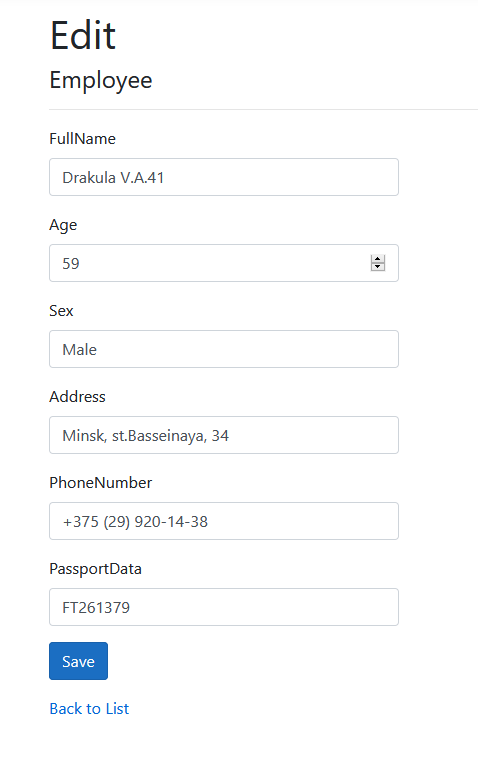 Edit
Employee
FullName
Drakula V.A.41
Age
59
Sex
Male
Address
Minsk, st.Basseinaya, 34
PhoneNumber
+375 (29) 920-14-38
PassportData
FT261379
Save
Back to List